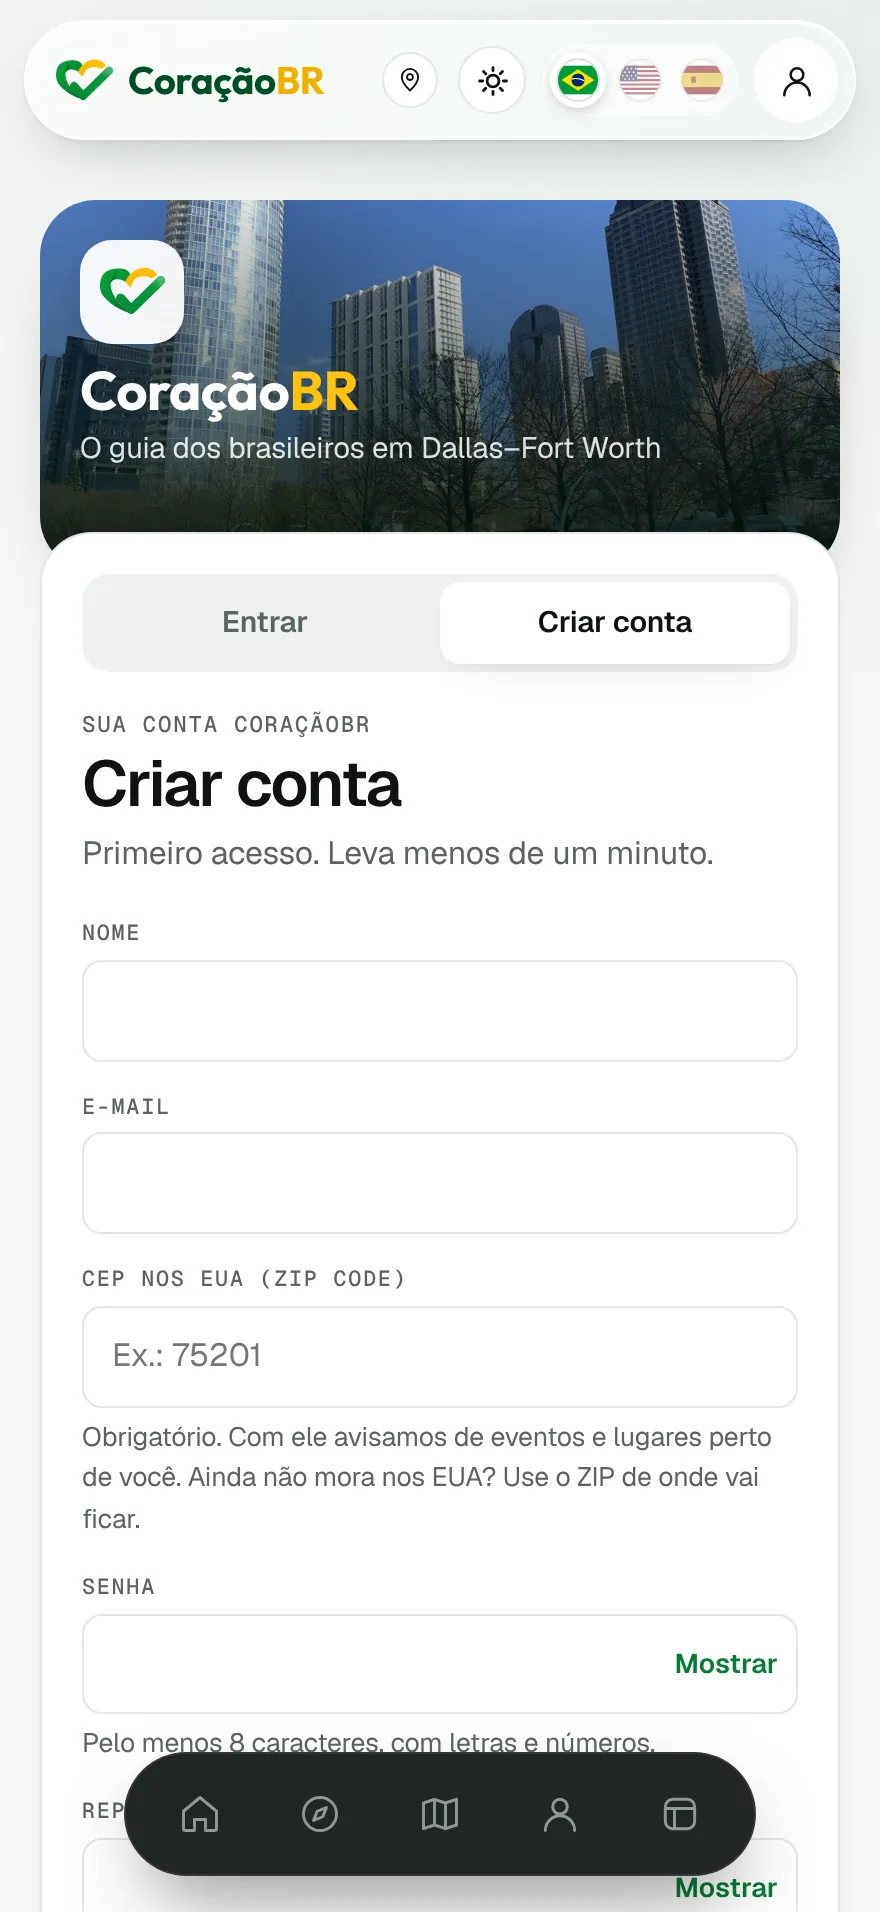 CoraçãoBR
CoraçãoBR
O guia dos brasileiros em Dallas–Fort Worth
Entrar
Criar conta
SUA CONTA CORAÇÃOBR
Criar conta
Primeiro acesso. Leva menos de um minuto.
NOME
E-MAIL
CEP NOS EUA (ZIP CODE)
Ex.: 75201
Obrigatório. Com ele avisamos de eventos e lugares perto
de você. Ainda não mora nos EUA? Use o ZIP de onde vai
ficar.
SENHA
Mostrar
Pelo menos 8 caracteres, com letras e números.
REP
Mostrar